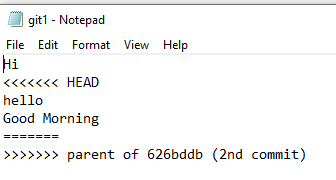 git1 - Notepad
File Edit Format View Help
Hi
<<<<<<< HEAD
hello
Good Morning
=======
>>>>>>> parent of 626bddb (2nd commit)